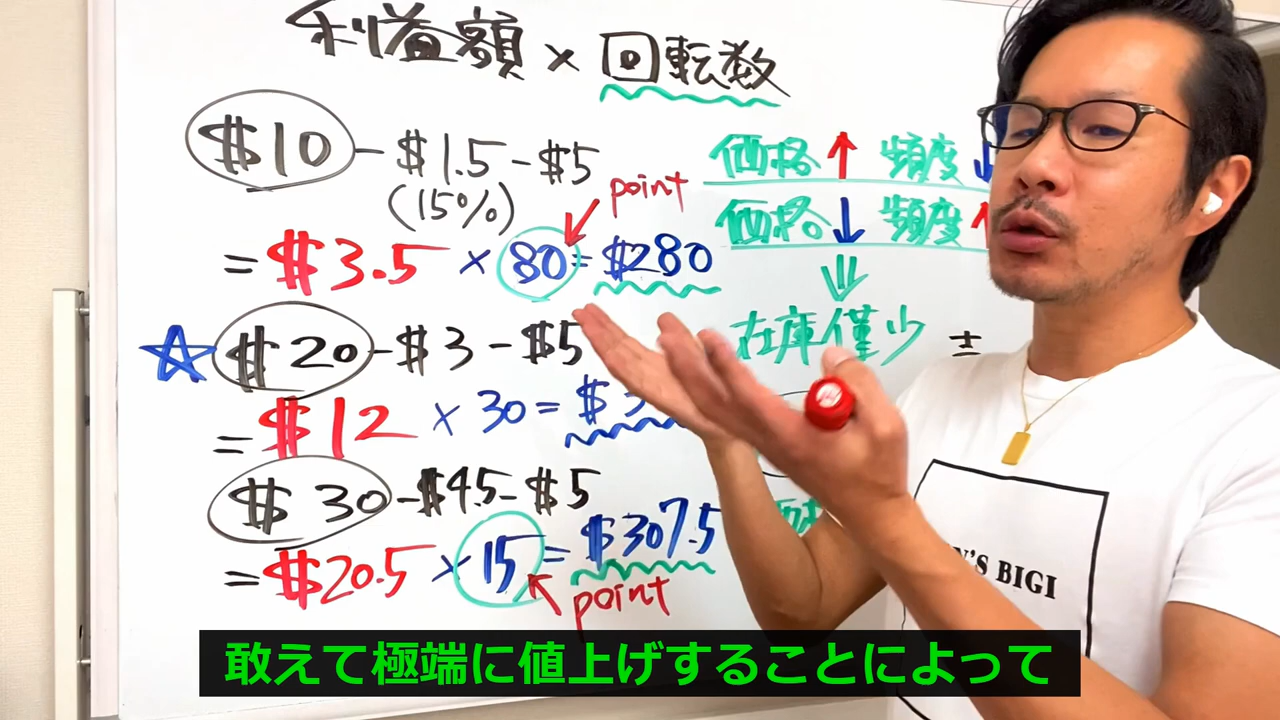 利益額 × 回転数
$10 - $1.5 - $5
(15%)
point
= $3.5 × 80 = $280
☆ $20 - $3 - $5
= $12 × 30 = $
$30 - $4.5 - $5
= $20.5 × 15 = $307.5
point
価格↑ 頻度↓
価格↓ 頻度↑
在庫僅少
'S BIGI
敢えて極端に値上げすることによって